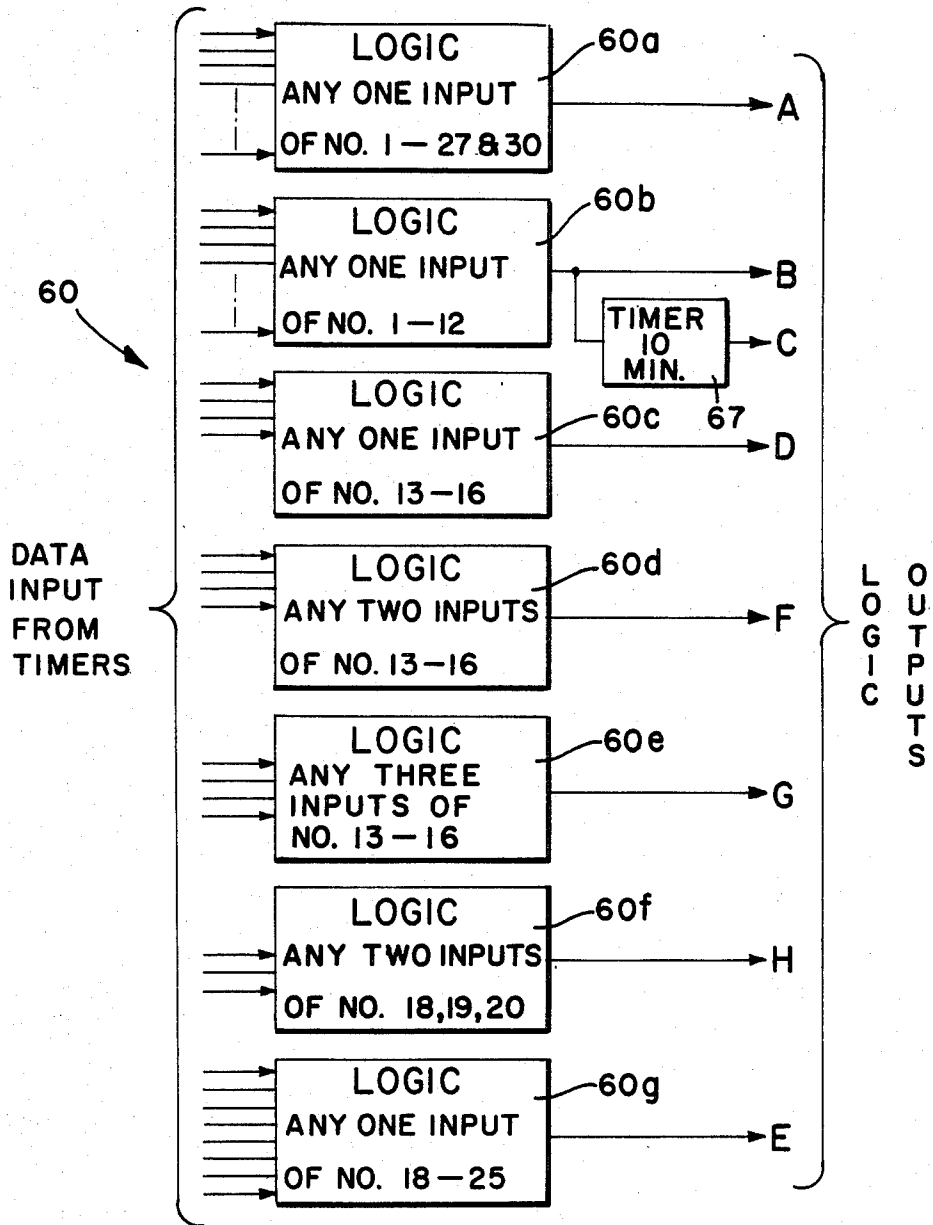 LOGIC
ANY ONE INPUT
OF NO. 1 — 27 & 30
60a
A
LOGIC
ANY ONE INPUT
OF NO. 1 — 12
60b
B
TIMER
10
MIN.
67
C
60
LOGIC
ANY ONE INPUT
OF NO. 13 — 16
60c
D
DATA
INPUT
FROM
TIMERS
LOGIC
ANY TWO INPUTS
OF NO. 13 — 16
60d
F
LOGIC
OUTPUTS
LOGIC
ANY THREE
INPUTS OF
NO. 13 — 16
60e
G
LOGIC
ANY TWO INPUTS
OF NO. 18,19,20
60f
H
LOGIC
ANY ONE INPUT
OF NO. 18 — 25
60g
E